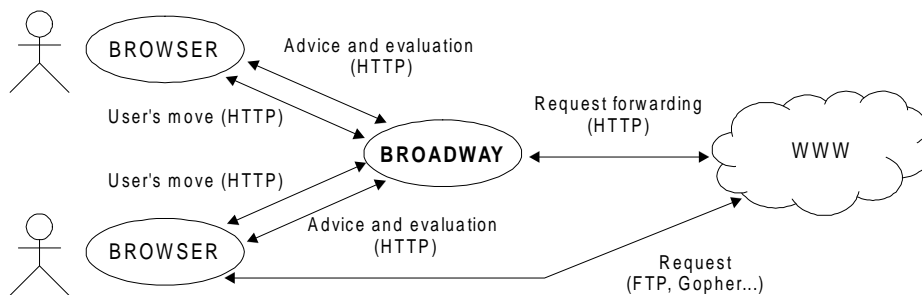 BROWSER
Advice and evaluation
(HTTP)
User's move (HTTP)
Request forwarding
(HTTP)
BROADWAY
WWW
User's move (HTTP)
Advice and evaluation
(HTTP)
BROWSER
Request
(FTP, Gopher...)